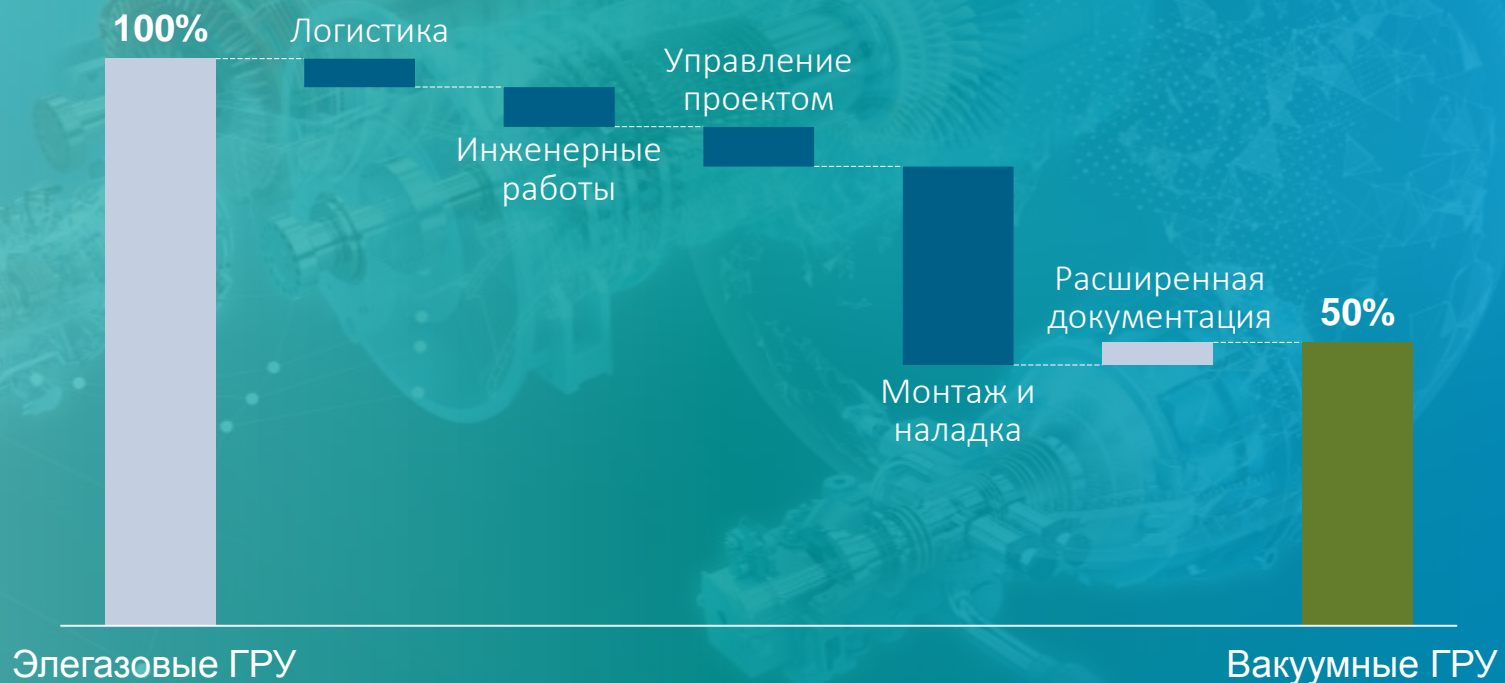 100%
Логистика
Управление
проектом
Инженерные
работы
Расширенная
документация
50%
Монтаж и
наладка
Элегазовые ГРУ
Вакуумные ГРУ